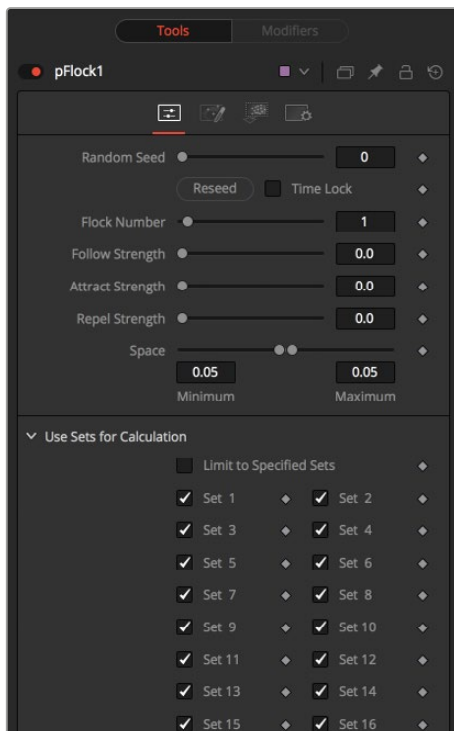 Tools Modifiers
pFlock1
Random Seed 0
Reseed Time Lock
Flock Number 1
Follow Strength 0.0
Attract Strength 0.0
Repel Strength 0.0
Space
0.05 0.05
Minimum Maximum
Use Sets for Calculation
Limit to Specified Sets
Set 1 Set 2
Set 3 Set 4
Set 5 Set 6
Set 7 Set 8
Set 9 Set 10
Set 11 Set 12
Set 13 Set 14
Set 15 Set 16